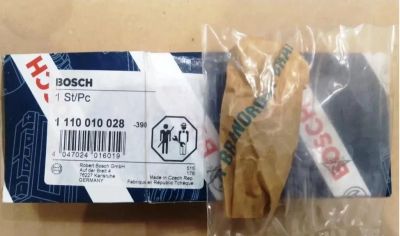 BOSCH
BOSCH
1 St/Pc
1 110 010 028
-390
4 047024 016019
Robert Bosch GmbH
Auf der Breit 4
76227 Karlsruhe
GERMANY
Made in Czech Rep.
Fabriqué en République Tchèque
BOSCH